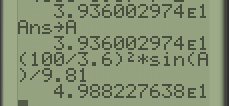 3.936002974ᴇ1
Ans→A
3.936002974ᴇ1
(100/3.6)²*sin(A
)/9.81
4.988227638ᴇ1